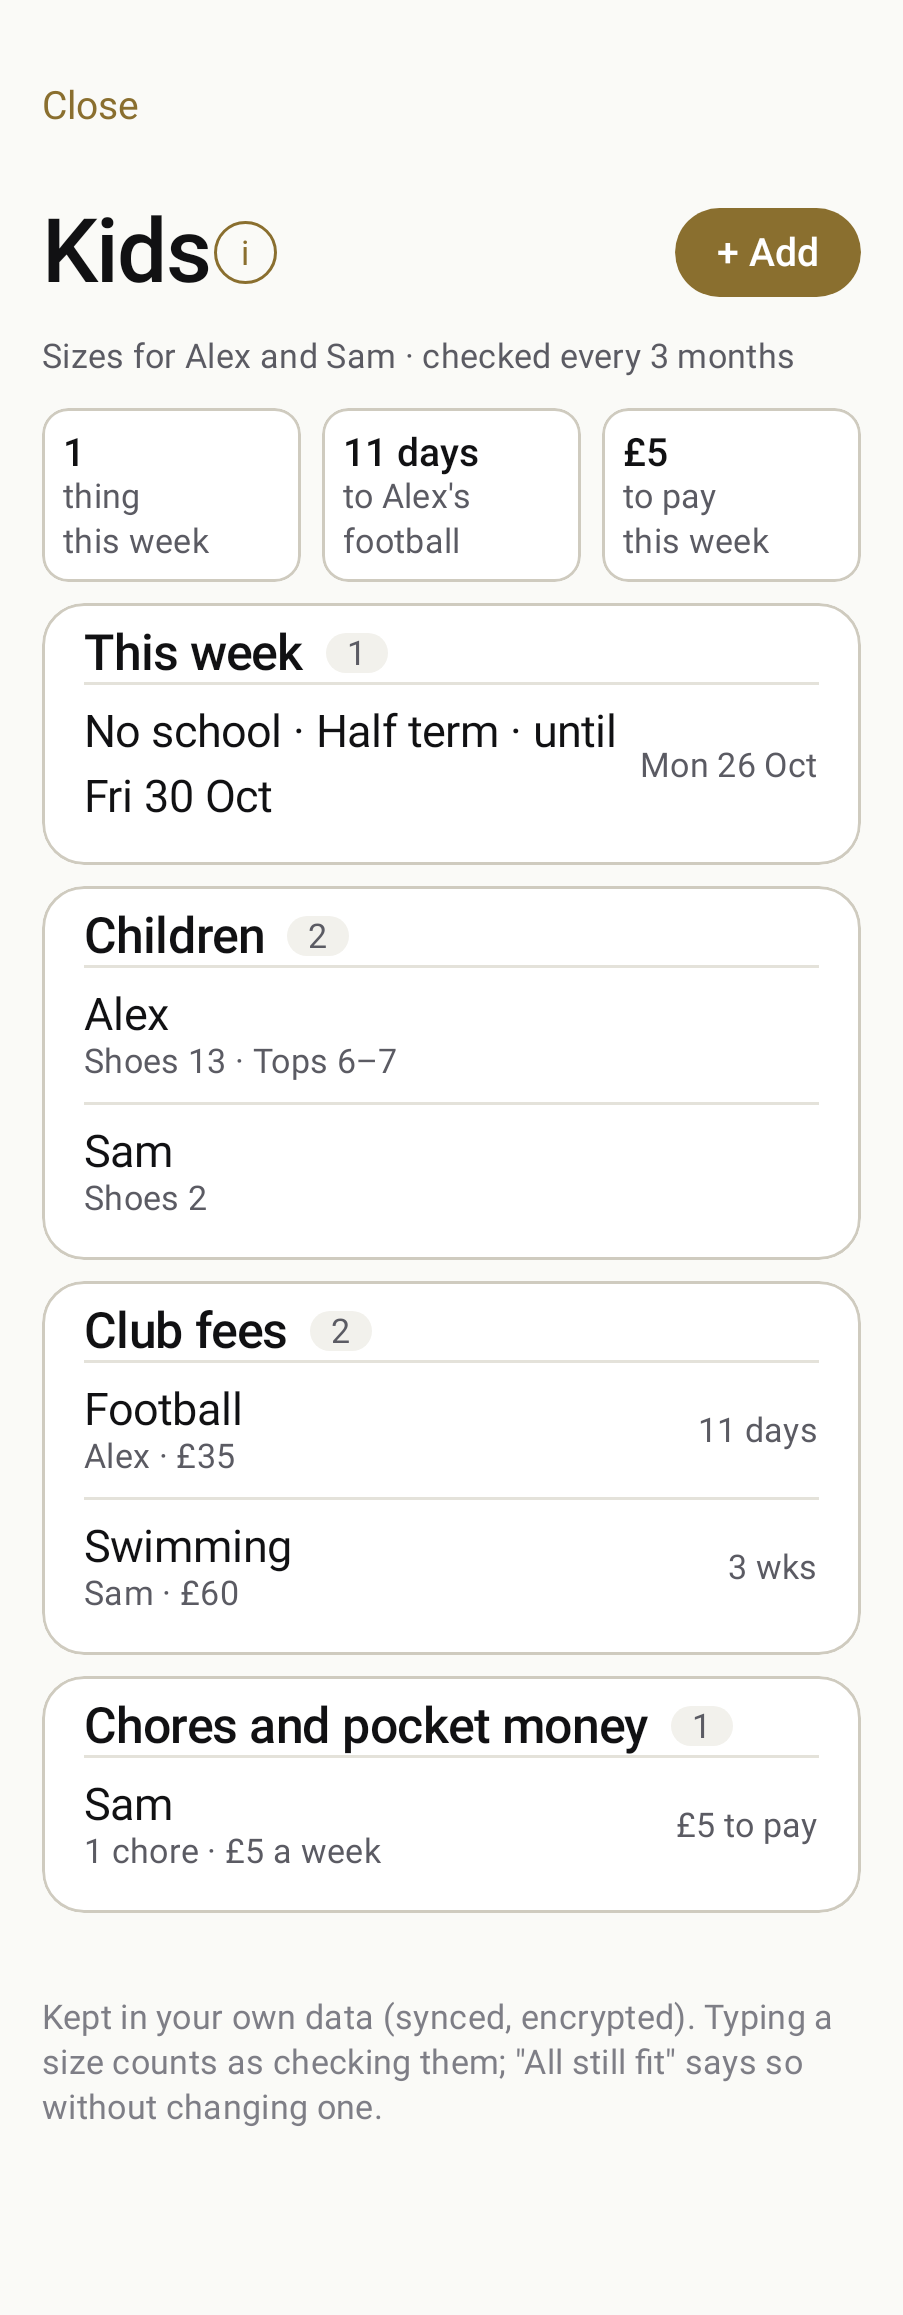 Close
Kids i
+ Add
Sizes for Alex and Sam · checked every 3 months
1
thing
this week
11 days
to Alex's
football
£5
to pay
this week
This week 1
No school · Half term · until
Fri 30 Oct
Mon 26 Oct
Children 2
Alex
Shoes 13 · Tops 6–7
Sam
Shoes 2
Club fees 2
Football
Alex · £35
11 days
Swimming
Sam · £60
3 wks
Chores and pocket money 1
Sam
1 chore · £5 a week
£5 to pay
Kept in your own data (synced, encrypted). Typing a
size counts as checking them; "All still fit" says so
without changing one.